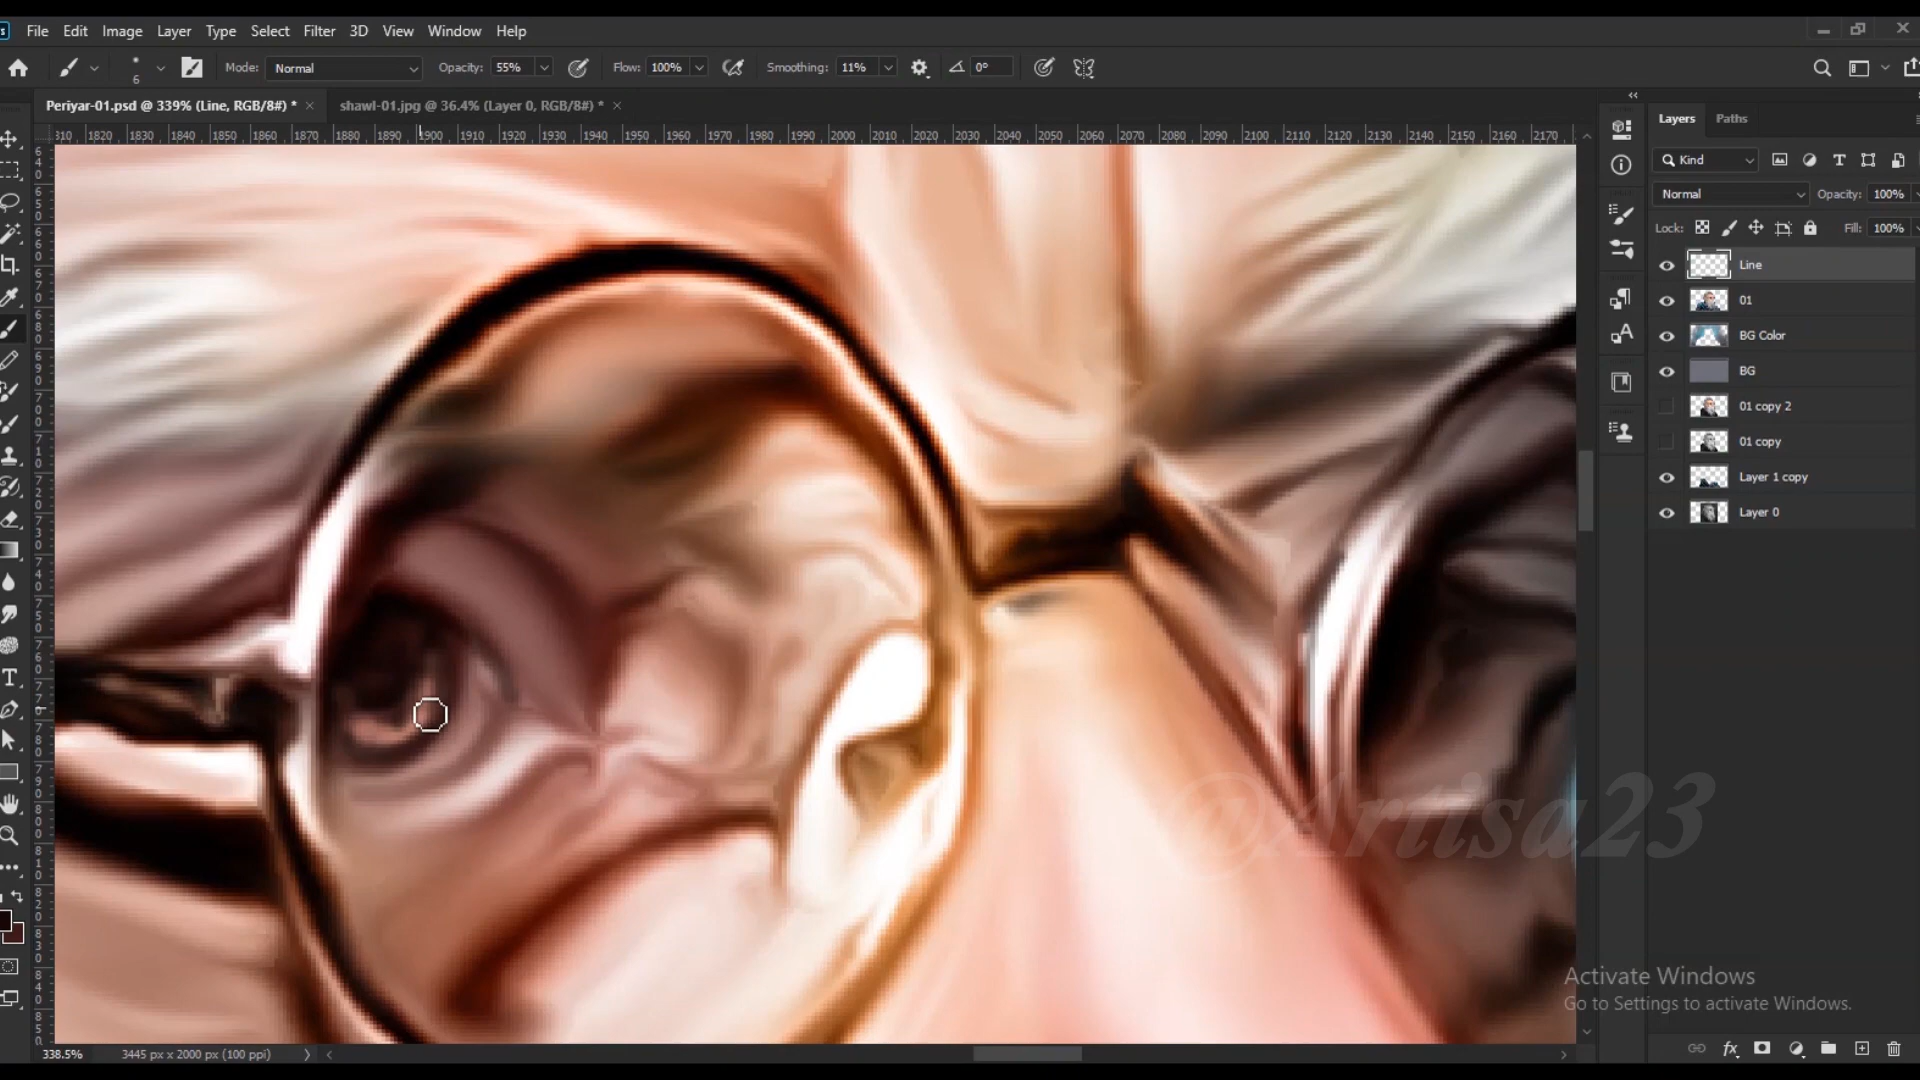 File Edit Image Layer Type Select Filter 3D View Window Help
6 Mode: Normal Opacity: 55% Flow: 100% Smoothing: 11% 0°
Periyar-01.psd @ 339% (Line, RGB/8#) * × shawl-01.jpg @ 36.4% (Layer 0, RGB/8#) * ×
310 1820 1830 1840 1850 1860 1870 1880 1890 1900 1910 1920 1930 1940 1950 1960 1970 1980 1990 2000 2010 2020 2030 2040 2050 2060 2070 2080 2090 2100 2110 2120 2130 2140 2150 2160 2170
Layers Paths
Kind
Normal Opacity: 100%
Lock: Fill: 100%
Line
01
BG Color
BG
01 copy 2
01 copy
Layer 1 copy
Layer 0
@Artisa23
Activate Windows
Go to Settings to activate Windows.
338.5% 3445 px x 2000 px (100 ppi)